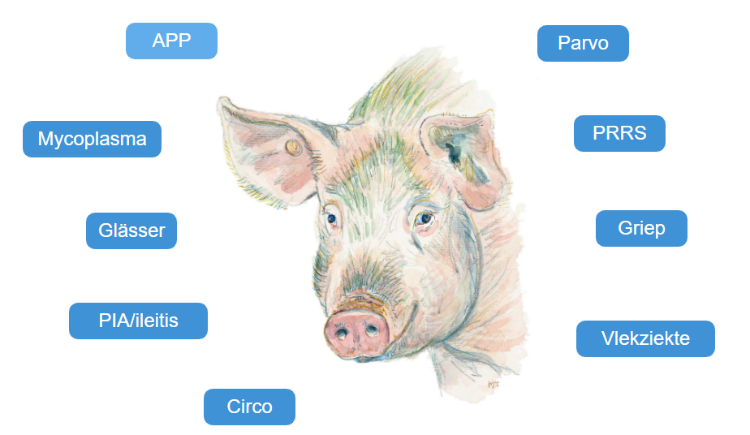 APP
Parvo
Mycoplasma
PRRS
Glässer
Griep
PIA/ileitis
Vlekziekte
Circo